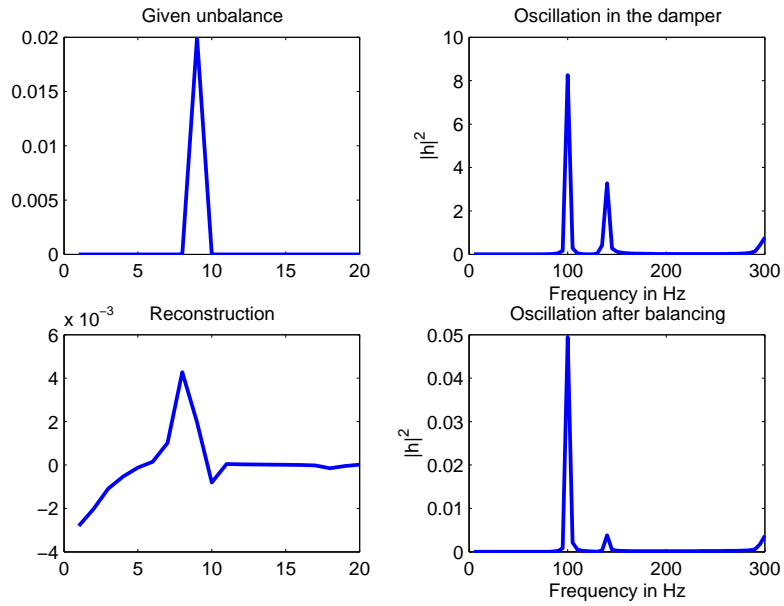 Given unbalance
0.02
0.015
0.01
0.005
0
0 5 10 15 20
Oscillation in the damper
|h|²
10
8
6
4
2
0
0 100 200 300
Frequency in Hz
x 10⁻³
Reconstruction
6
4
2
0
−2
−4
0 5 10 15 20
Oscillation after balancing
|h|²
0.05
0.04
0.03
0.02
0.01
0
0 100 200 300
Frequency in Hz